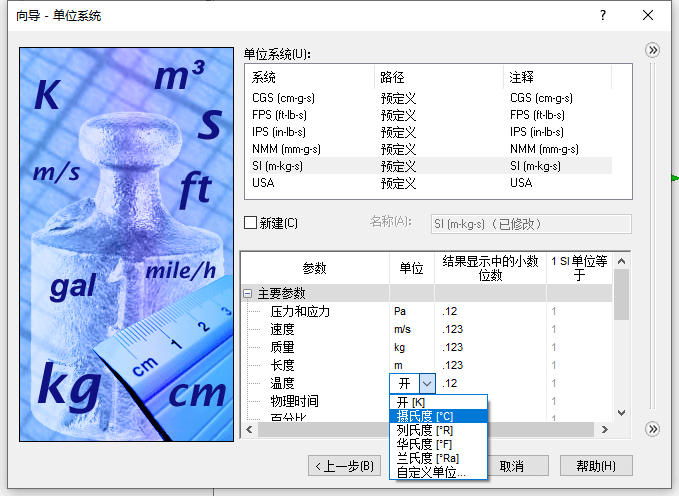 向导 - 单位系统
?
K
m³
S
m/s
ft
gal
mile/h
kg
cm
1
2
3
cm
单位系统(U):
系统 路径 注释
CGS (cm-g-s) 预定义 CGS (cm-g-s)
FPS (ft-lb-s) 预定义 FPS (ft-lb-s)
IPS (in-lb-s) 预定义 IPS (in-lb-s)
NMM (mm-g-s) 预定义 NMM (mm-g-s)
SI (m-kg-s) 预定义 SI (m-kg-s)
USA 预定义 USA
新建(C) 名称(A): SI (m-kg-s)（已修改）
参数 单位 结果显示中的小数位数 1 SI 单位等于
主要参数
压力和应力 Pa .12 1
速度 m/s .123 1
质量 kg .123 1
长度 m .123 1
温度 开 .12
物理时间 1
百分比 1
开 [K]
摄氏度 [°C]
列氏度 [°R]
华氏度 [°F]
兰氏度 [°Ra]
自定义单位...
<上一步(B) 取消 帮助(H)